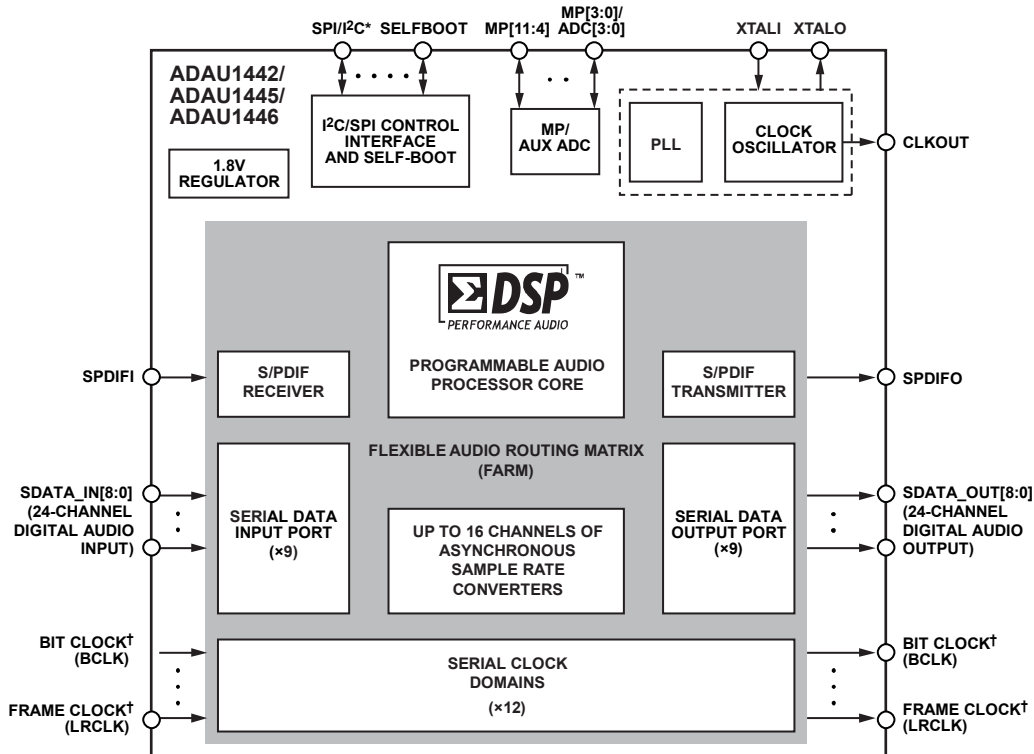 SPI/I²C* SELFBOOT MP[11:4] MP[3:0]/
ADC[3:0] XTALI XTALO
ADAU1442/
ADAU1445/
ADAU1446
1.8V
REGULATOR
I²C/SPI CONTROL
INTERFACE
AND SELF-BOOT
MP/
AUX ADC
PLL
CLOCK
OSCILLATOR
CLKOUT
ΣDSP™
PERFORMANCE AUDIO
PROGRAMMABLE AUDIO
PROCESSOR CORE
SPDIFI
S/PDIF
RECEIVER
S/PDIF
TRANSMITTER
SPDIFO
FLEXIBLE AUDIO ROUTING MATRIX
(FARM)
SDATA_IN[8:0]
(24-CHANNEL
DIGITAL AUDIO
INPUT)
SERIAL DATA
INPUT PORT
(×9)
UP TO 16 CHANNELS OF
ASYNCHRONOUS
SAMPLE RATE
CONVERTERS
SERIAL DATA
OUTPUT PORT
(×9)
SDATA_OUT[8:0]
(24-CHANNEL
DIGITAL AUDIO
OUTPUT)
BIT CLOCK†
(BCLK)
FRAME CLOCK†
(LRCLK)
SERIAL CLOCK
DOMAINS
(×12)
BIT CLOCK†
(BCLK)
FRAME CLOCK†
(LRCLK)